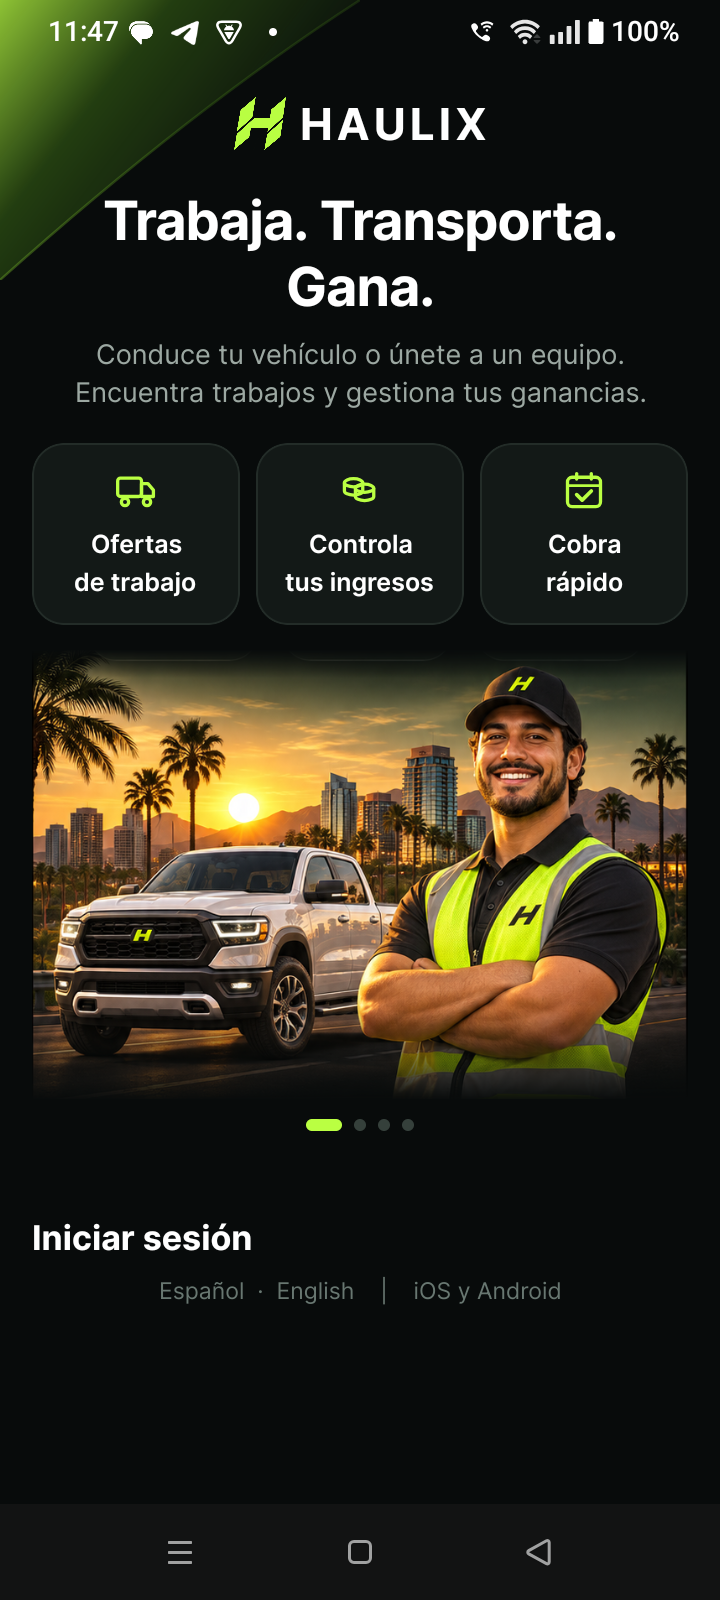 11:47
100%
HAULIX
Trabaja. Transporta.
Gana.
Conduce tu vehículo o únete a un equipo.
Encuentra trabajos y gestiona tus ganancias.
Ofertas
de trabajo
Controla
tus ingresos
Cobra
rápido
H
H
H
Iniciar sesión
Español · English | iOS y Android